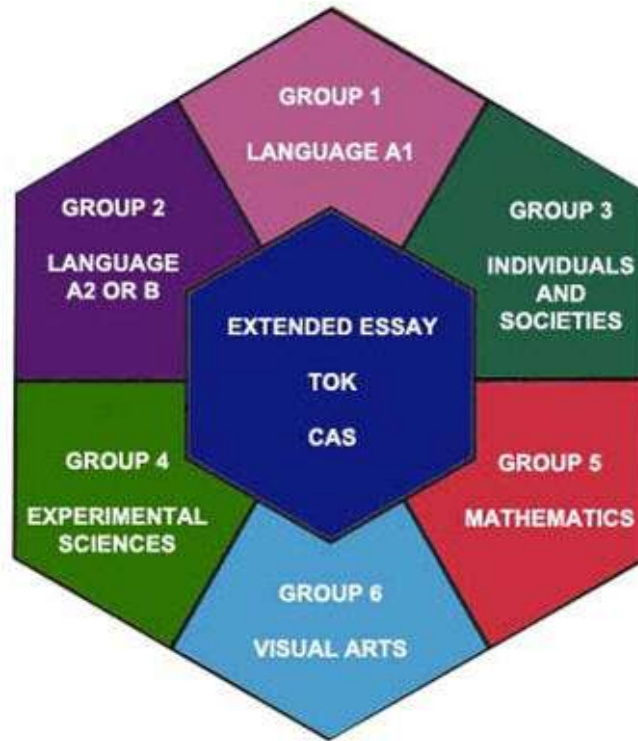 GROUP 1
LANGUAGE A1
GROUP 2
LANGUAGE
A2 OR B
GROUP 3
INDIVIDUALS
AND
SOCIETIES
EXTENDED ESSAY
TOK
CAS
GROUP 4
EXPERIMENTAL
SCIENCES
GROUP 5
MATHEMATICS
GROUP 6
VISUAL ARTS